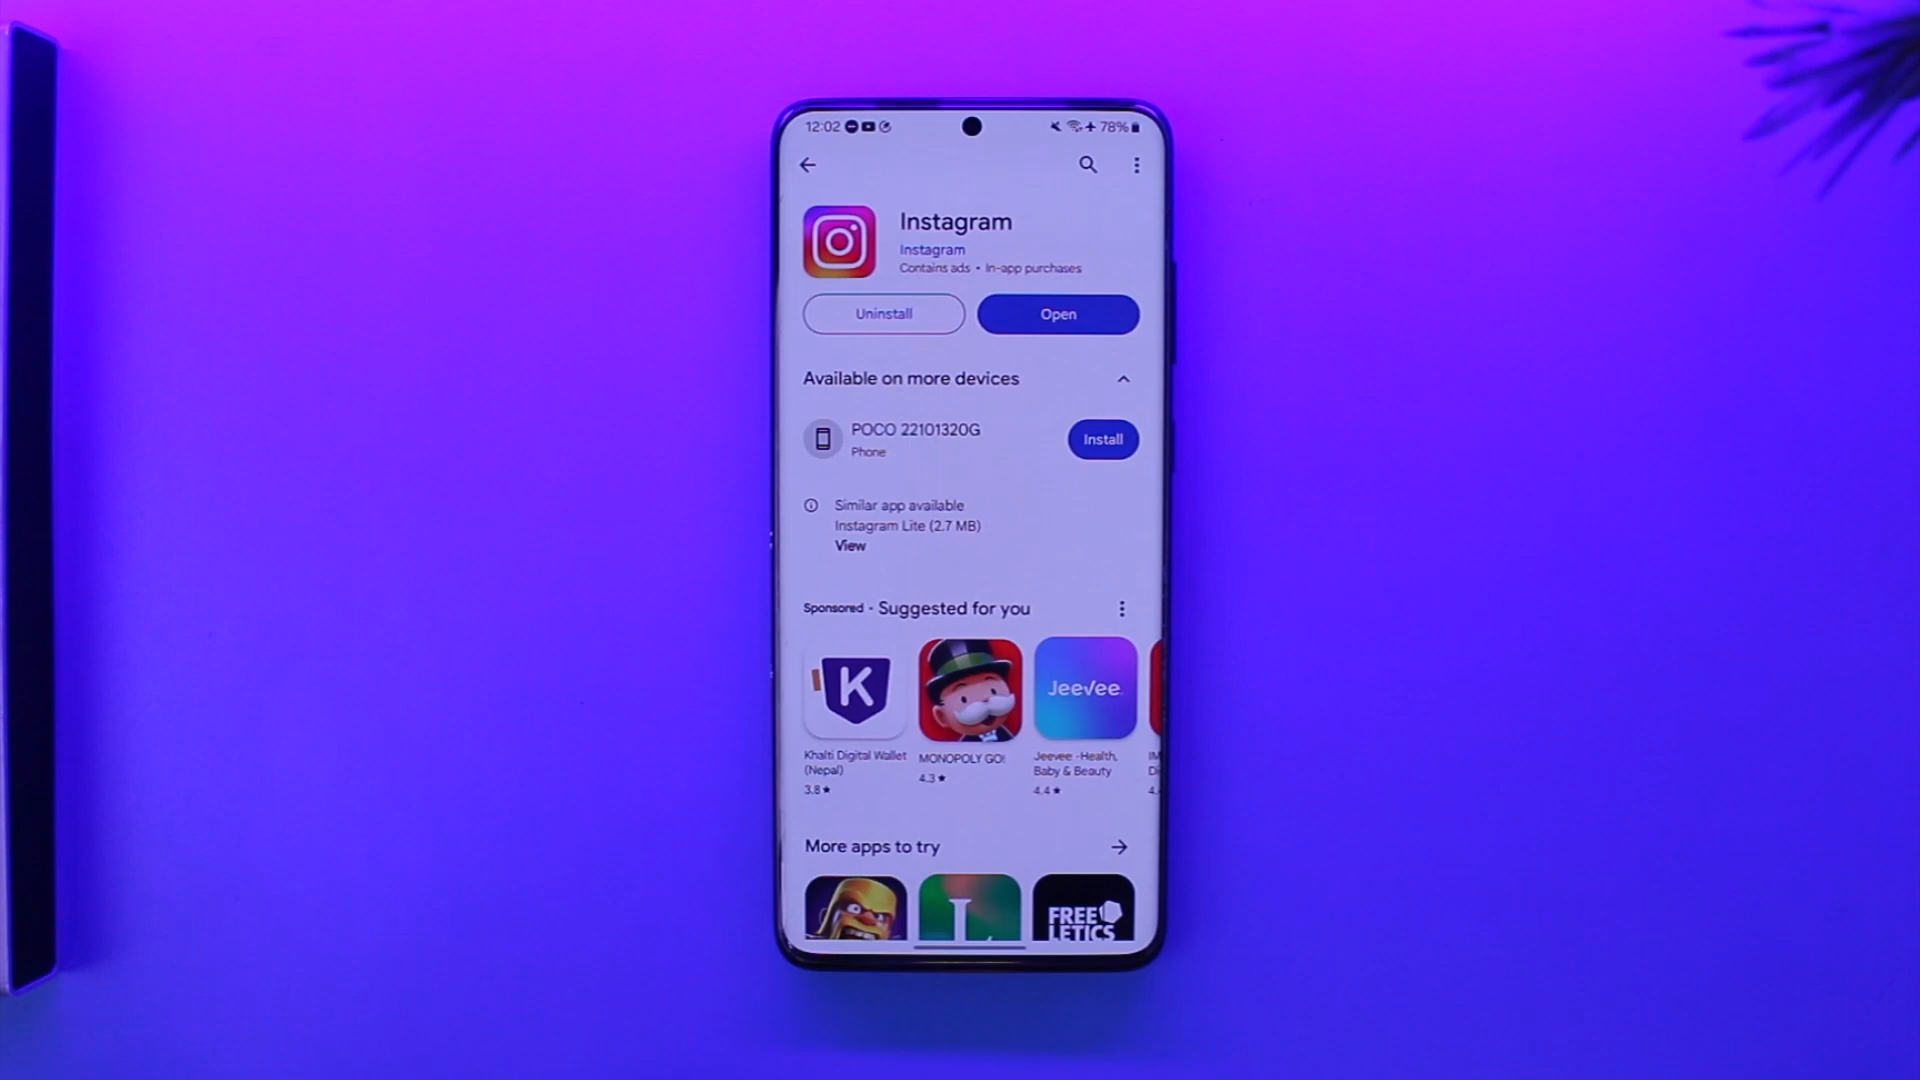 12:02
78%
Instagram
Instagram
Contains ads • In-app purchases
Uninstall
Open
Available on more devices
POCO 22101320G
Phone
Install
Similar app available
Instagram Lite (2.7 MB)
View
Sponsored · Suggested for you
K
JeeVee
Khalti Digital Wallet
(Nepal)
3.8★
MONOPOLY GO!
4.3★
Jeevee -Health,
Baby & Beauty
4.4★
More apps to try
L
FREE
LETICS